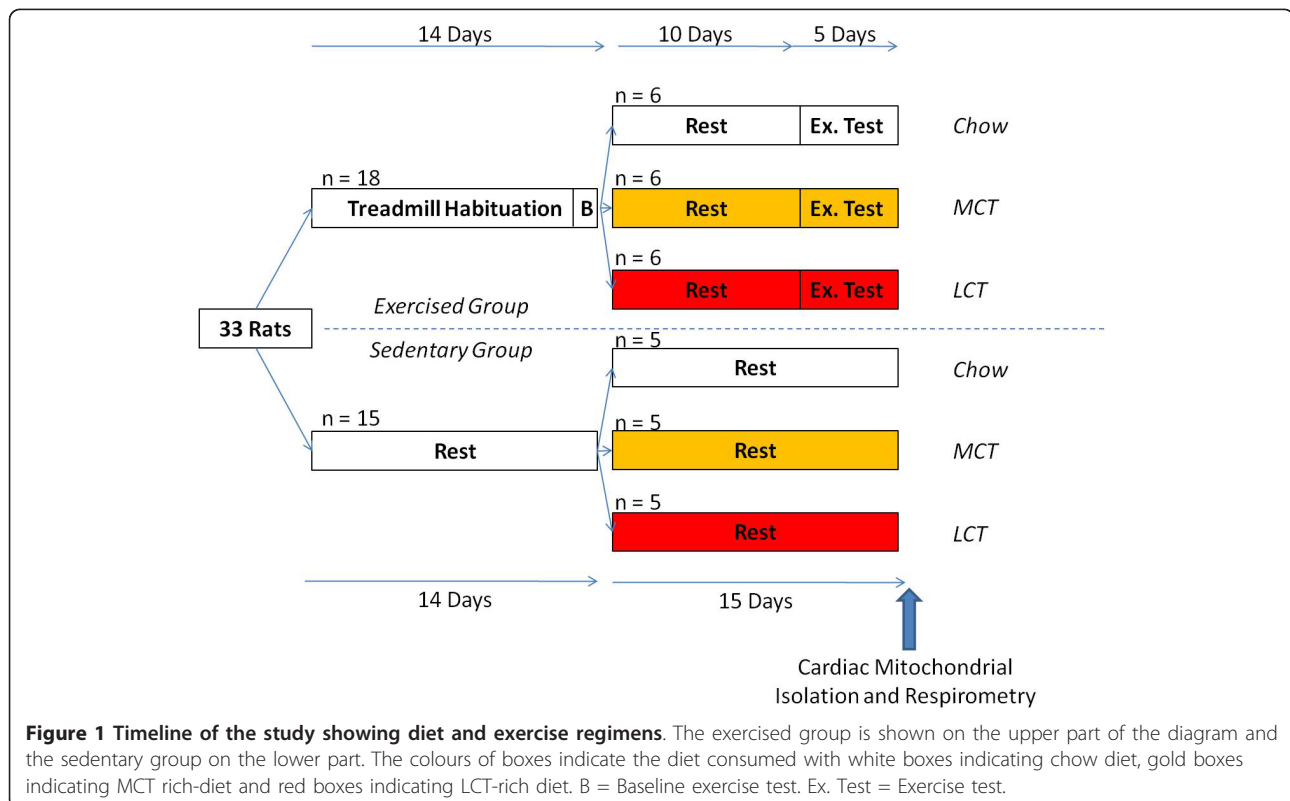 14 Days
10 Days
5 Days
n = 6
Rest
Ex. Test
Chow
n = 18
Treadmill Habituation
B
n = 6
Rest
Ex. Test
MCT
n = 6
Rest
Ex. Test
LCT
33 Rats
Exercised Group
Sedentary Group
n = 5
Rest
Chow
n = 15
Rest
n = 5
Rest
MCT
n = 5
Rest
LCT
14 Days
15 Days
Cardiac Mitochondrial
Isolation and Respirometry
Figure 1 Timeline of the study showing diet and exercise regimens. The exercised group is shown on the upper part of the diagram and
the sedentary group on the lower part. The colours of boxes indicate the diet consumed with white boxes indicating chow diet, gold boxes
indicating MCT rich-diet and red boxes indicating LCT-rich diet. B = Baseline exercise test. Ex. Test = Exercise test.